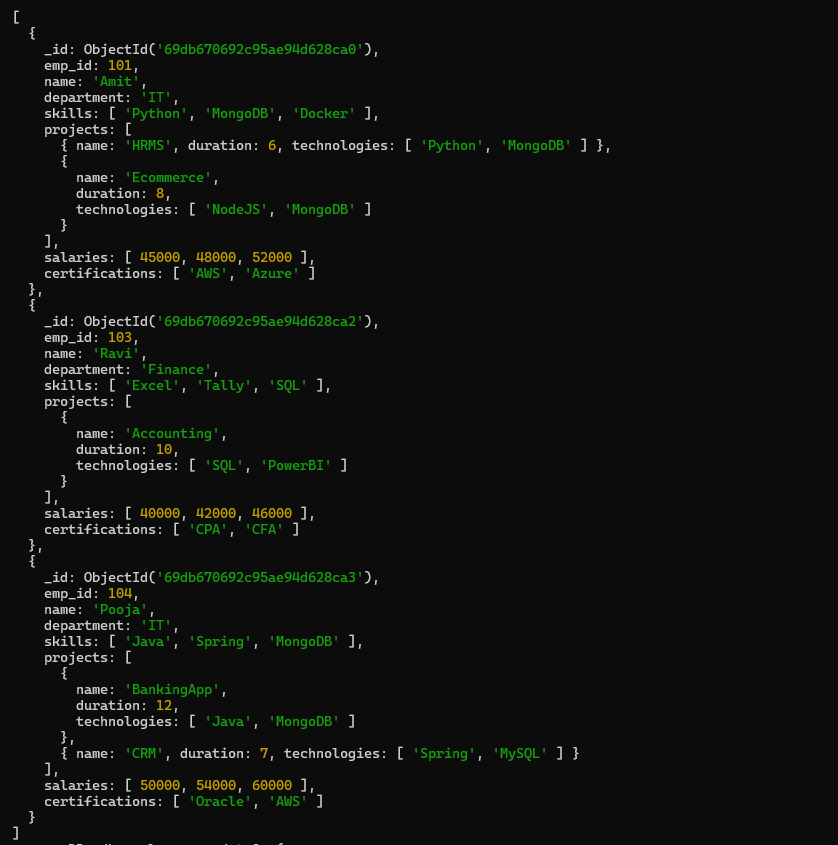 [
  {
    _id: ObjectId('69db670692c95ae94d628ca0'),
    emp_id: 101,
    name: 'Amit',
    department: 'IT',
    skills: [ 'Python', 'MongoDB', 'Docker' ],
    projects: [
      { name: 'HRMS', duration: 6, technologies: [ 'Python', 'MongoDB' ] },
      {
        name: 'Ecommerce',
        duration: 8,
        technologies: [ 'NodeJS', 'MongoDB' ]
      }
    ],
    salaries: [ 45000, 48000, 52000 ],
    certifications: [ 'AWS', 'Azure' ]
  },
  {
    _id: ObjectId('69db670692c95ae94d628ca2'),
    emp_id: 103,
    name: 'Ravi',
    department: 'Finance',
    skills: [ 'Excel', 'Tally', 'SQL' ],
    projects: [
      {
        name: 'Accounting',
        duration: 10,
        technologies: [ 'SQL', 'PowerBI' ]
      }
    ],
    salaries: [ 40000, 42000, 46000 ],
    certifications: [ 'CPA', 'CFA' ]
  },
  {
    _id: ObjectId('69db670692c95ae94d628ca3'),
    emp_id: 104,
    name: 'Pooja',
    department: 'IT',
    skills: [ 'Java', 'Spring', 'MongoDB' ],
    projects: [
      {
        name: 'BankingApp',
        duration: 12,
        technologies: [ 'Java', 'MongoDB' ]
      },
      { name: 'CRM', duration: 7, technologies: [ 'Spring', 'MySQL' ] }
    ],
    salaries: [ 50000, 54000, 60000 ],
    certifications: [ 'Oracle', 'AWS' ]
  }
]